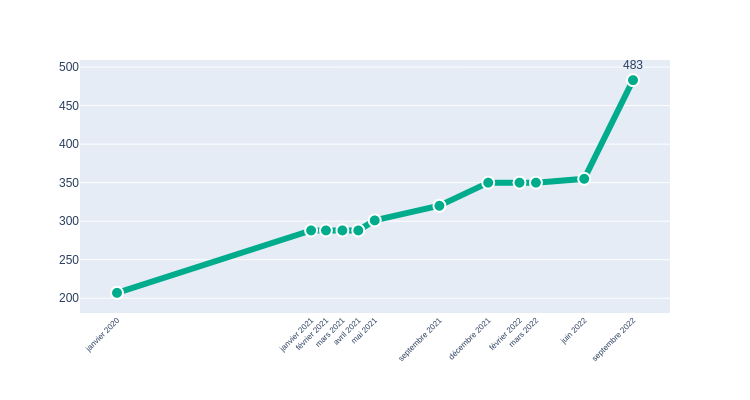 483
500
450
400
350
300
250
200
janvier 2020
janvier 2021
février 2021
mars 2021
avril 2021
mai 2021
septembre 2021
décembre 2021
février 2022
mars 2022
juin 2022
septembre 2022